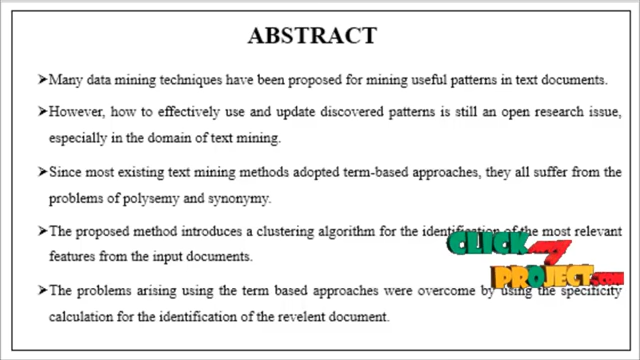 ABSTRACT
➢Many data mining techniques have been proposed for mining useful patterns in text documents.
➢However, how to effectively use and update discovered patterns is still an open research issue,
especially in the domain of text mining.
➢Since most existing text mining methods adopted term-based approaches, they all suffer from the
problems of polysemy and synonymy.
➢The proposed method introduces a clustering algorithm for the identification of the most relevant
features from the input documents.
CLICK my
PROJECT.com
➢The problems arising using the term based approaches were overcome by using the specificity
calculation for the identification of the revelent document.